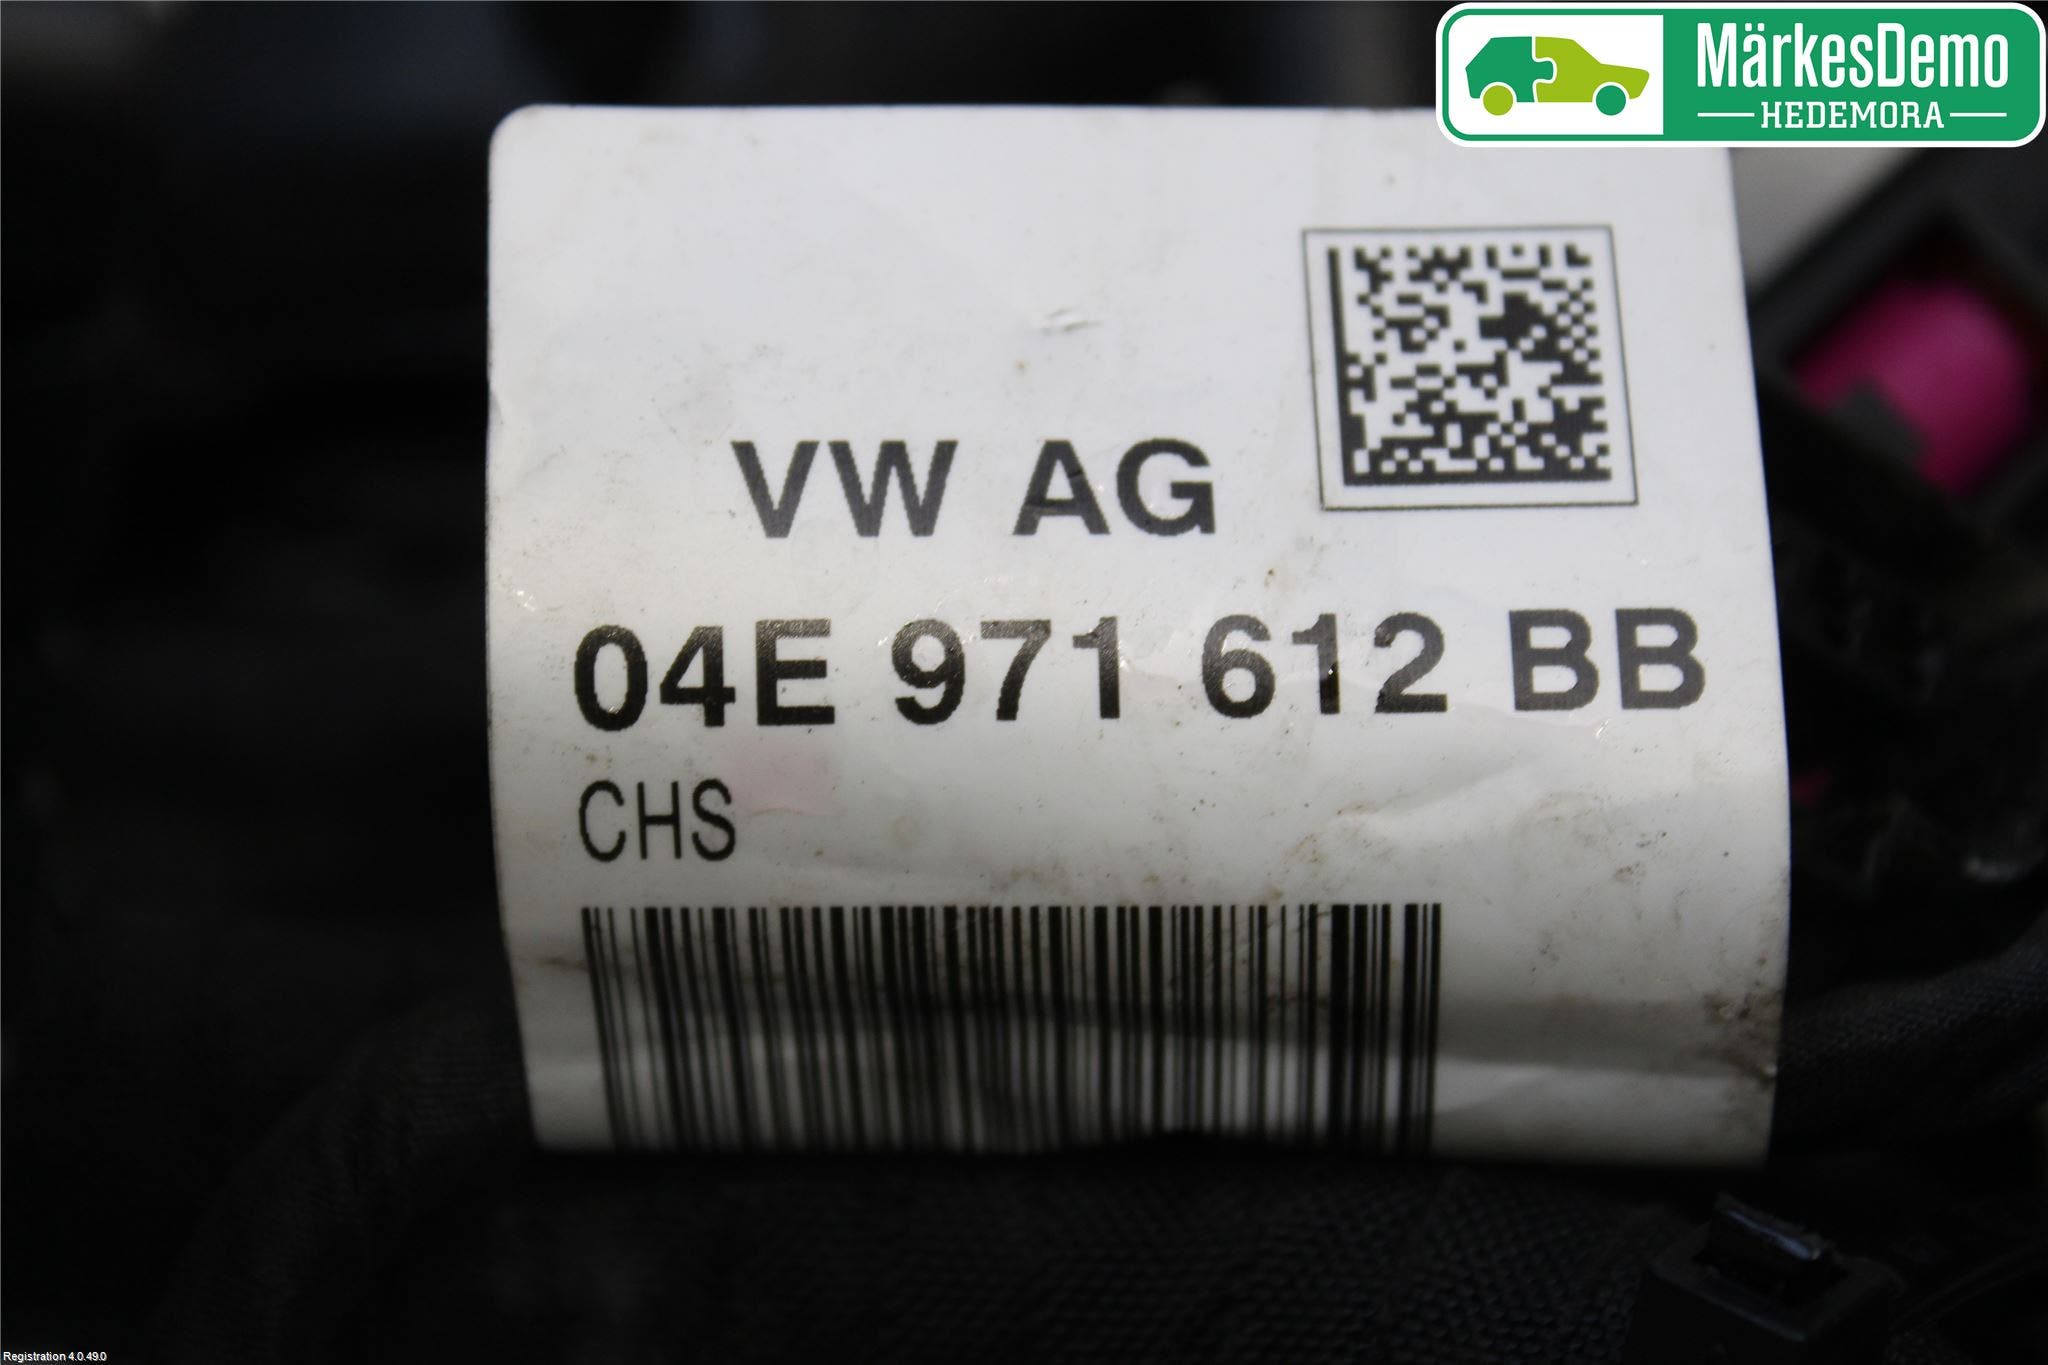 MärkesDemo
HEDEMORA
VW AG
04E 971 612 BB
CHS
Registration 4.0.49.0